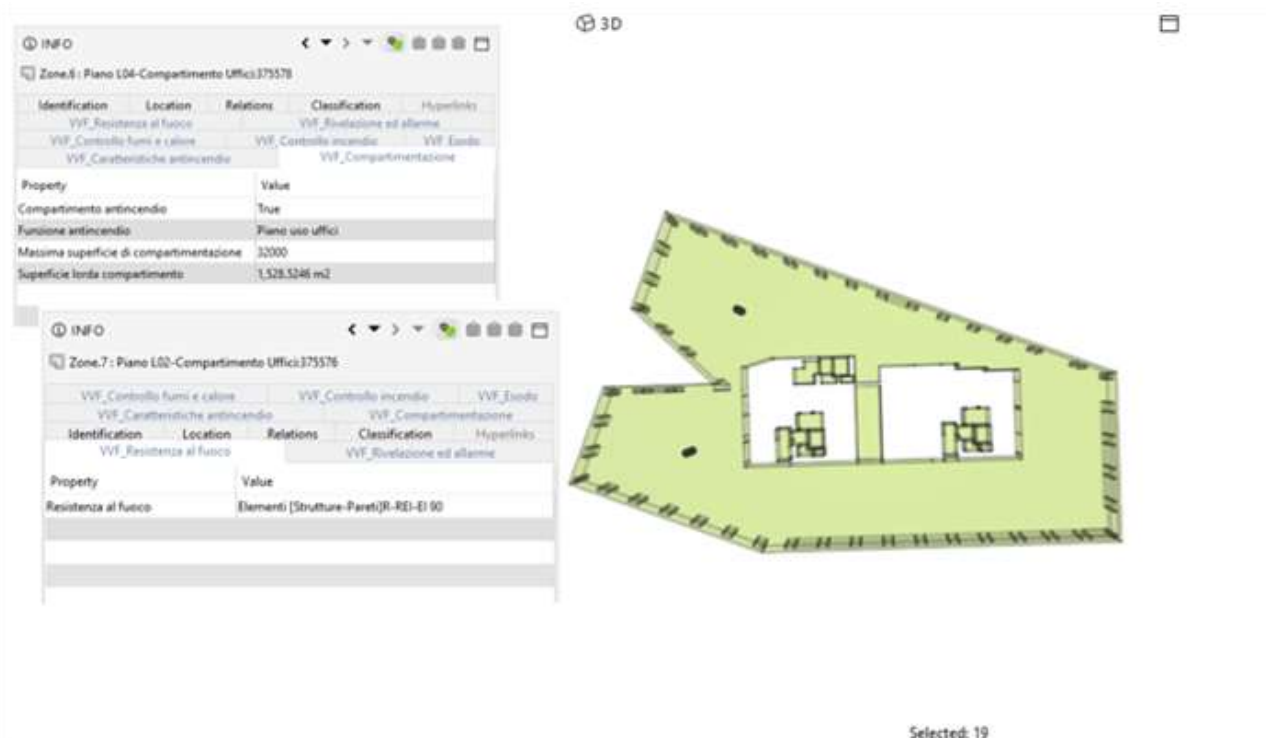 INFO
Zone.6 : Piano L04-Compartimento Uffici:375578
Identification Location Relations Classification Hyperlinks
VVF_Resistenza al fuoco VVF_Rivelazione ed allarme
VVF_Controllo fumi e calore VVF_Controllo incendio VVF_Esodo
VVF_Caratteristiche antincendio VVF_Compartimentazione
Property Value
Compartimento antincendio True
Funzione antincendio Piano uso uffici
Massima superficie di compartimentazione 32000
Superficie lorda compartimento 1,528.5246 m2
INFO
Zone.7 : Piano L02-Compartimento Uffici:375576
VVF_Controllo fumi e calore VVF_Controllo incendio VVF_Esodo
VVF_Caratteristiche antincendio VVF_Compartimentazione
Identification Location Relations Classification Hyperlinks
VVF_Resistenza al fuoco VVF_Rivelazione ed allarme
Property Value
Resistenza al fuoco Elementi [Strutture-Pareti]R-REI-EI 90
3D
Selected: 19